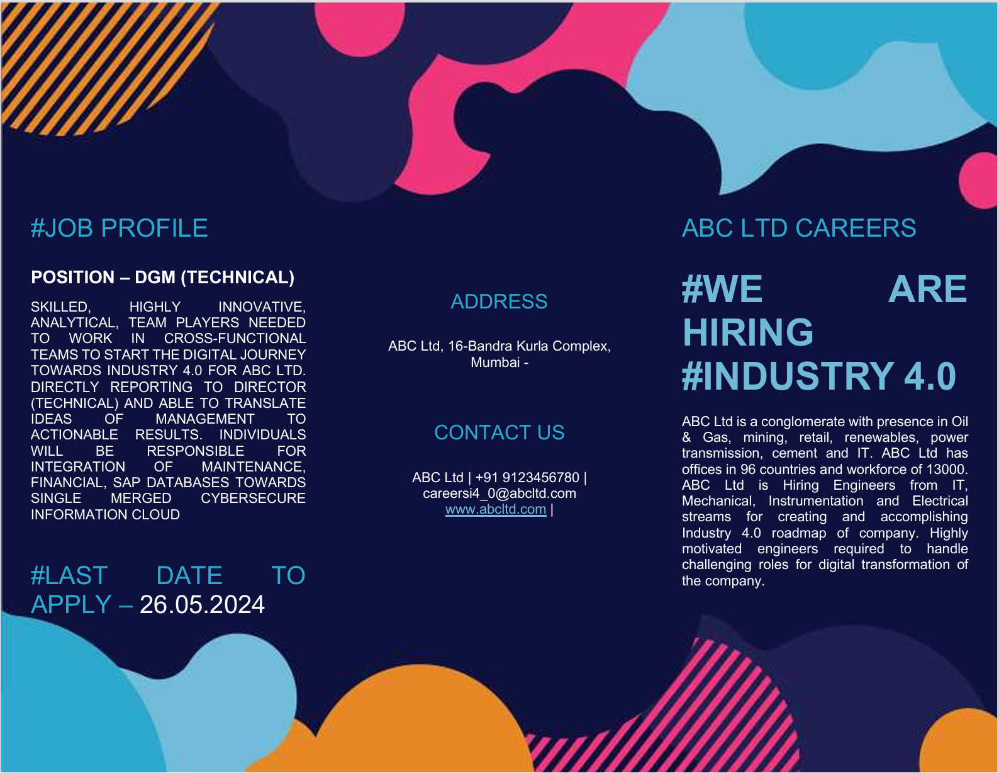 #JOB PROFILE
POSITION – DGM (TECHNICAL)
SKILLED, HIGHLY INNOVATIVE,
ANALYTICAL, TEAM PLAYERS NEEDED
TO WORK IN CROSS-FUNCTIONAL
TEAMS TO START THE DIGITAL JOURNEY
TOWARDS INDUSTRY 4.0 FOR ABC LTD.
DIRECTLY REPORTING TO DIRECTOR
(TECHNICAL) AND ABLE TO TRANSLATE
IDEAS OF MANAGEMENT TO
ACTIONABLE RESULTS. INDIVIDUALS
WILL BE RESPONSIBLE FOR
INTEGRATION OF MAINTENANCE,
FINANCIAL, SAP DATABASES TOWARDS
SINGLE MERGED CYBERSECURE
INFORMATION CLOUD
#LAST DATE TO
APPLY – 26.05.2024
ADDRESS
ABC Ltd, 16-Bandra Kurla Complex,
Mumbai -
CONTACT US
ABC Ltd | +91 9123456780 |
careersi4_0@abcltd.com
www.abcltd.com |
ABC LTD CAREERS
#WE ARE
HIRING
#INDUSTRY 4.0
ABC Ltd is a conglomerate with presence in Oil
& Gas, mining, retail, renewables, power
transmission, cement and IT. ABC Ltd has
offices in 96 countries and workforce of 13000.
ABC Ltd is Hiring Engineers from IT,
Mechanical, Instrumentation and Electrical
streams for creating and accomplishing
Industry 4.0 roadmap of company. Highly
motivated engineers required to handle
challenging roles for digital transformation of
the company.